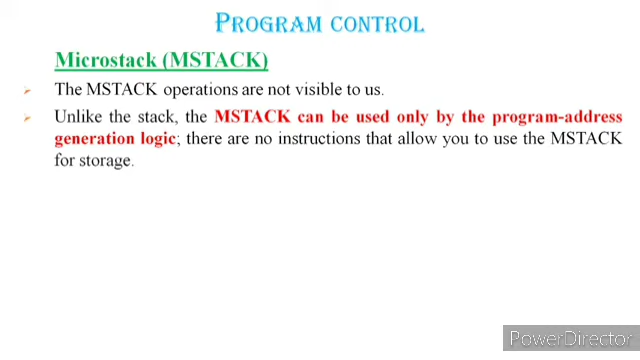 PROGRAM CONTROL
Microstack (MSTACK)
➢ The MSTACK operations are not visible to us.
➢ Unlike the stack, the MSTACK can be used only by the program-address
generation logic; there are no instructions that allow you to use the MSTACK
for storage.
PowerDirector